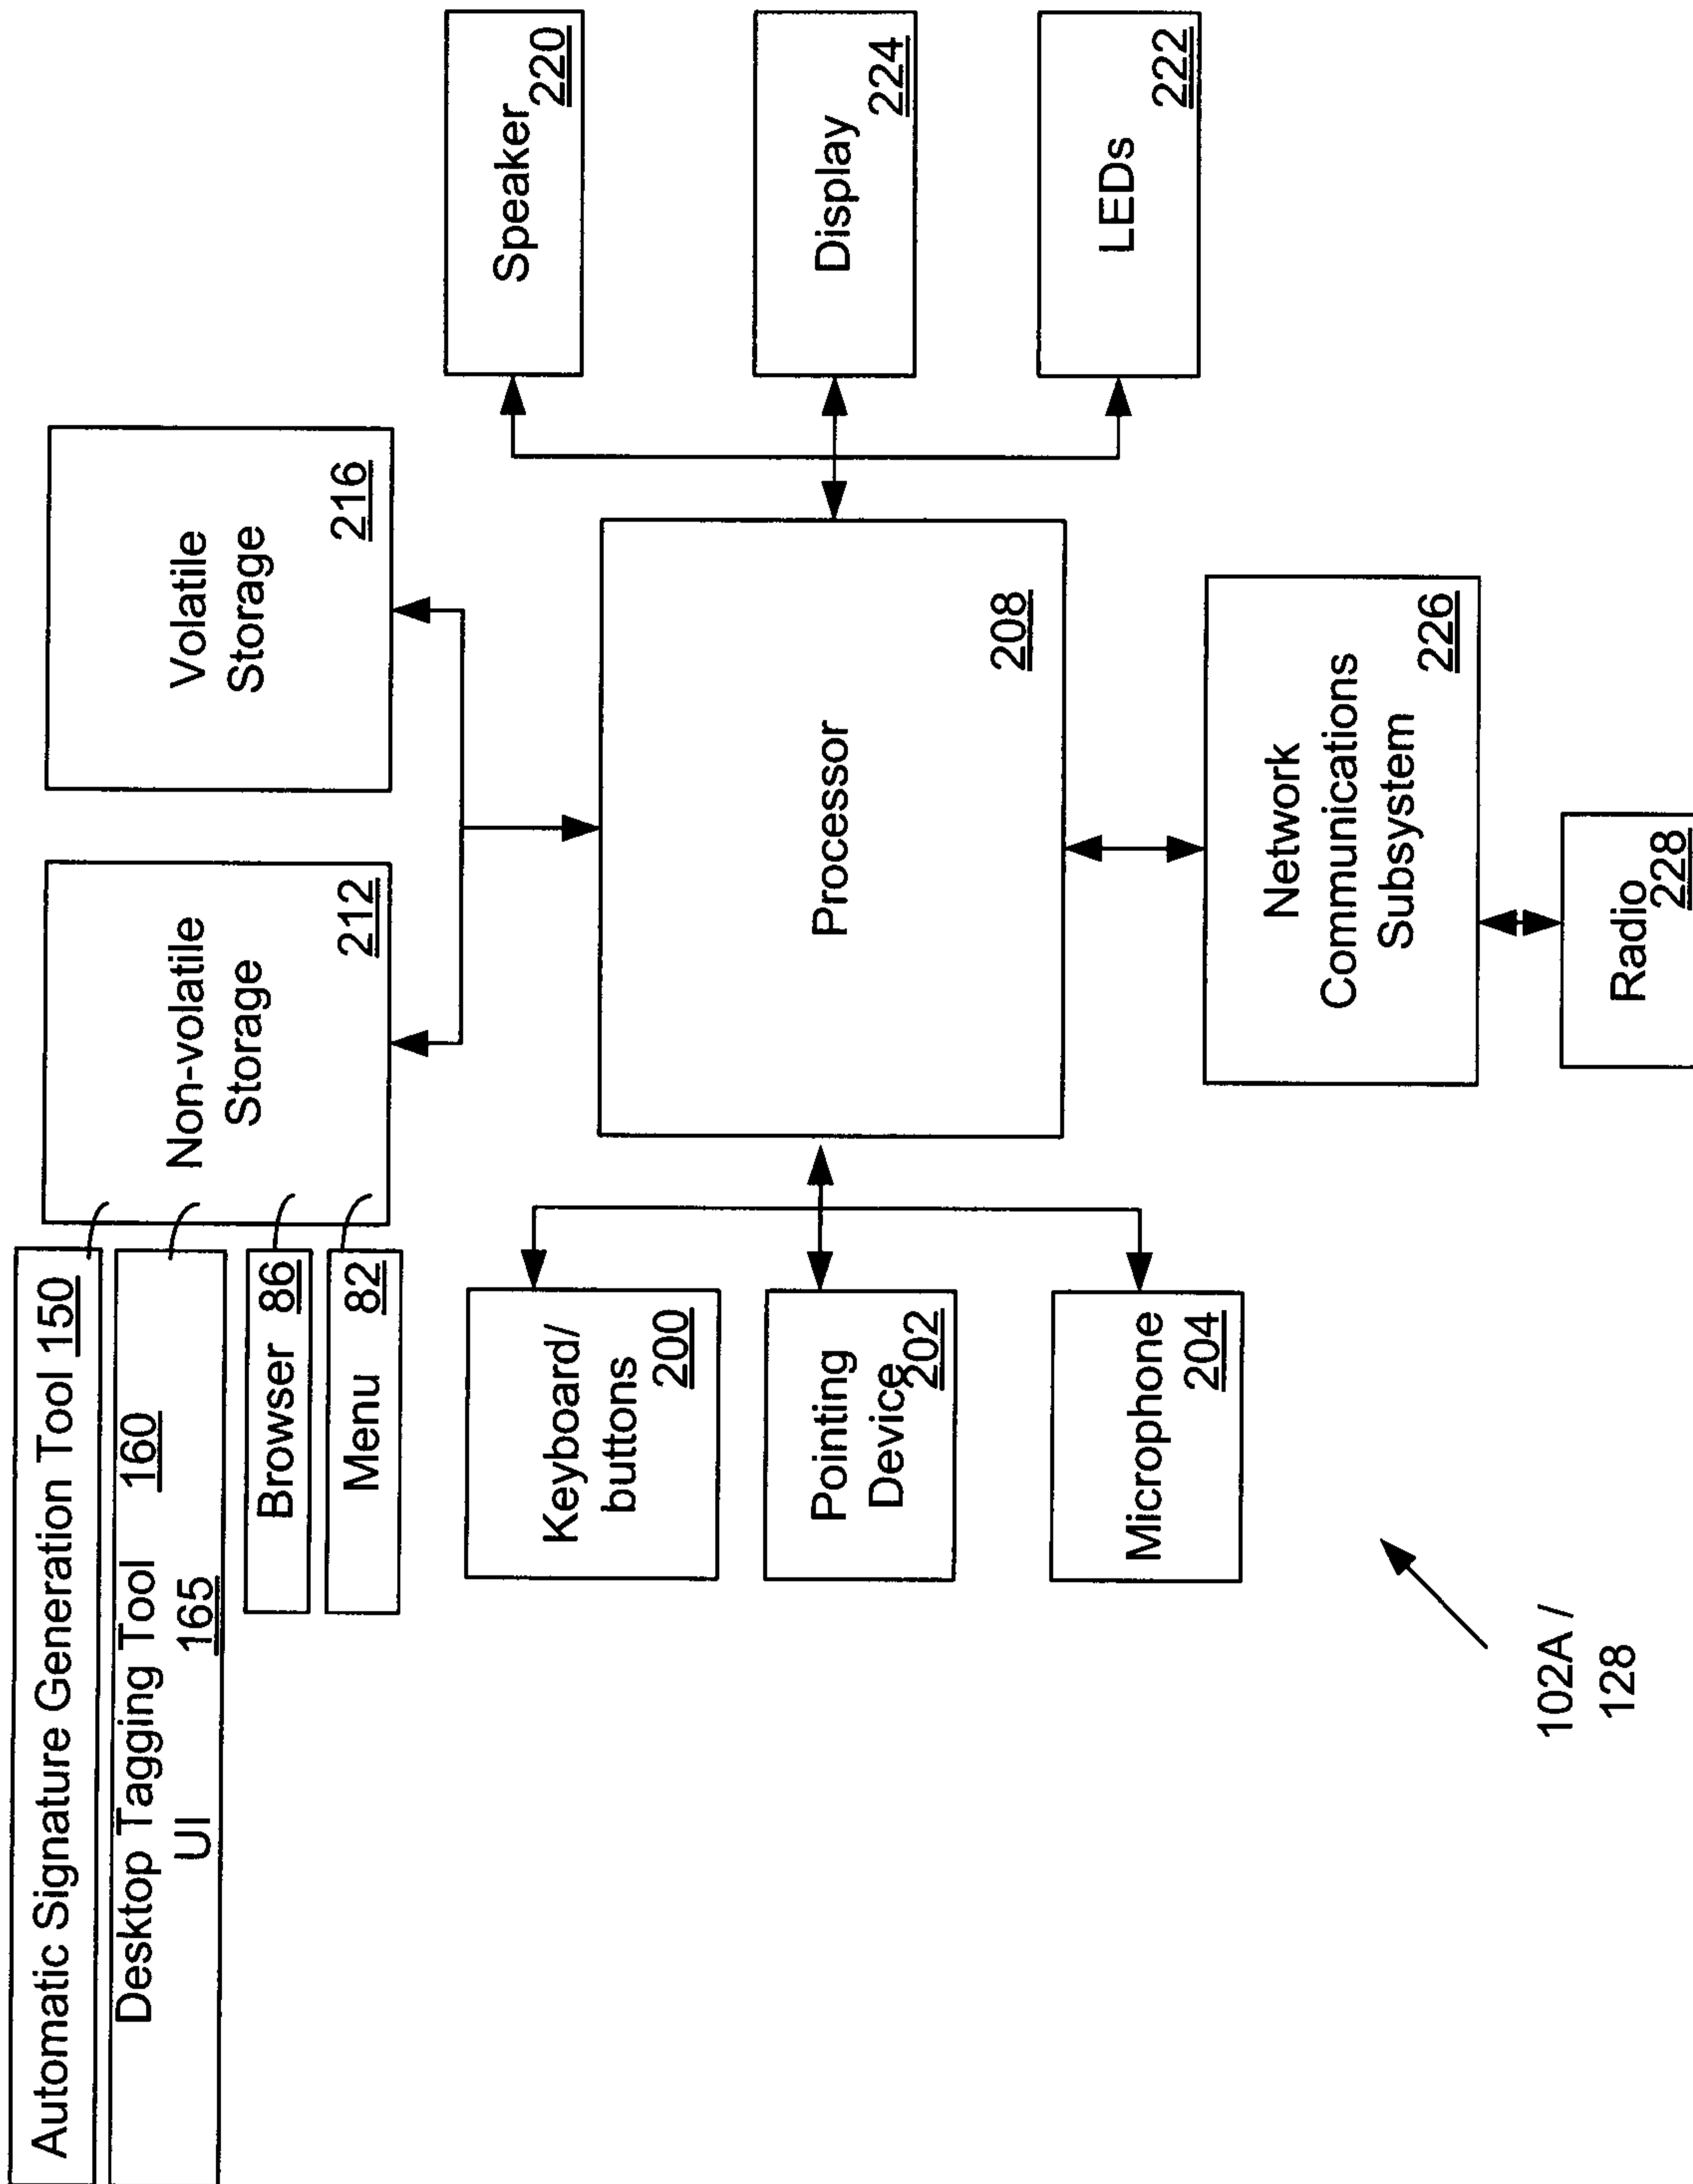 Automatic Signature Generation Tool 150
Desktop Tagging Tool 160
UI 165
Browser 86
Menu 82
Non-volatile
Storage
212
Volatile
Storage
216
Keyboard/
buttons
200
Pointing
Device
202
Microphone
204
Processor
208
Speaker
220
Display
224
LEDs
222
Network
Communications
Subsystem
226
Radio
228
102A /
128